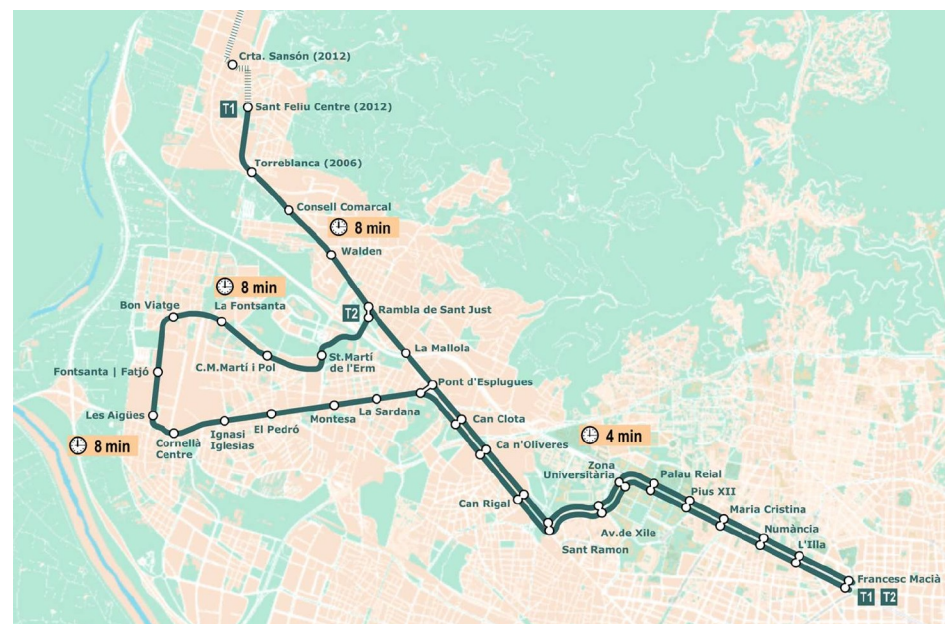 Crta. Sansón (2012)
T1
Sant Feliu Centre (2012)
Torreblanca (2006)
Consell Comarcal
8 min
Walden
8 min
Bon Viatge
La Fontsanta
T2
Rambla de Sant Just
La Mallola
St.Martí
de l'Erm
C.M.Martí i Pol
Fontsanta | Fatjó
Pont d'Esplugues
La Sardana
Les Aigües
Montesa
El Pedró
Ignasi
Iglesias
Cornellà
Centre
8 min
Can Clota
Ca n'Oliveres
4 min
Zona
Universitària
Palau Reial
Can Rigal
Pius XII
Maria Cristina
Av.de Xile
Numància
Sant Ramon
L'Illa
Francesc Macià
T1 T2